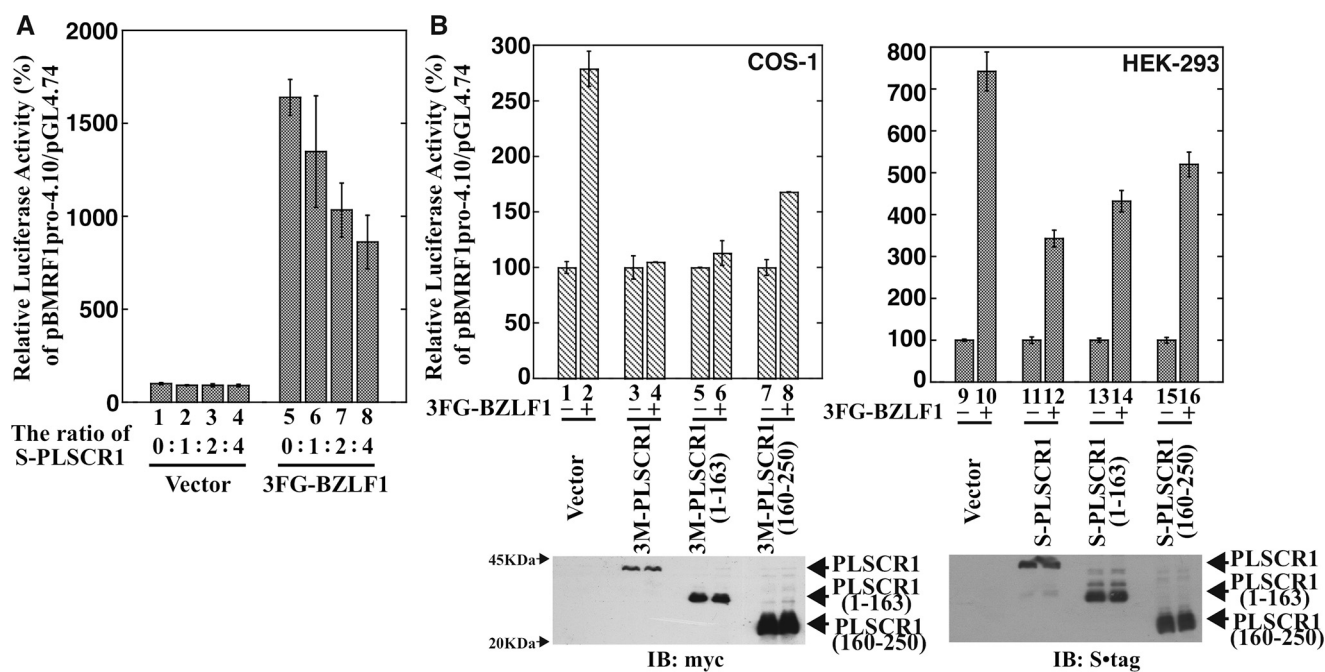 A
Relative Luciferase Activity (%)
of pBMRF1pro-4.10/pGL4.74
2000
1500
1000
500
0
1 2 3 4 5 6 7 8
The ratio of
S-PLSCR1
0:1:2:4 0:1:2:4
Vector 3FG-BZLF1
B
Relative Luciferase Activity (%)
of pBMRF1pro-4.10/pGL4.74
300
250
200
150
100
50
0
COS-1
1 2 3 4 5 6 7 8
3FG-BZLF1 − + − + − + − +
Vector
3M-PLSCR1
3M-PLSCR1
(1-163)
3M-PLSCR1
(160-250)
45KDa
20KDa
PLSCR1
PLSCR1
(1-163)
PLSCR1
(160-250)
IB: myc
800
700
600
500
400
300
200
100
0
HEK-293
9 10 11 12 13 14 15 16
3FG-BZLF1 − + − + − + − +
Vector
S-PLSCR1
S-PLSCR1
(1-163)
S-PLSCR1
(160-250)
PLSCR1
PLSCR1
(1-163)
PLSCR1
(160-250)
IB: S•tag